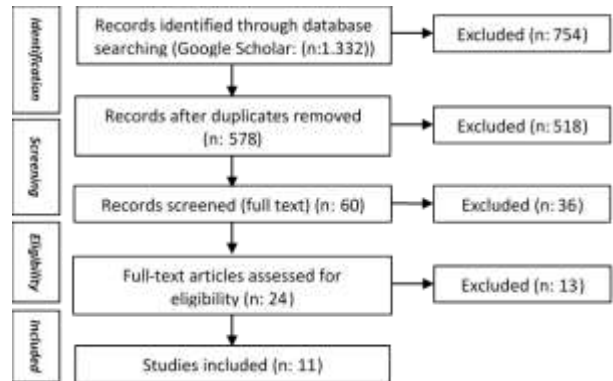 Identification
Records identified through database
searching (Google Scholar: (n:1.332))
Excluded (n: 754)
Records after duplicates removed
(n: 578)
Excluded (n: 518)
Screening
Records screened (full text) (n: 60)
Excluded (n: 36)
Eligibility
Full-text articles assessed for
eligibility (n: 24)
Excluded (n: 13)
Included
Studies included (n: 11)